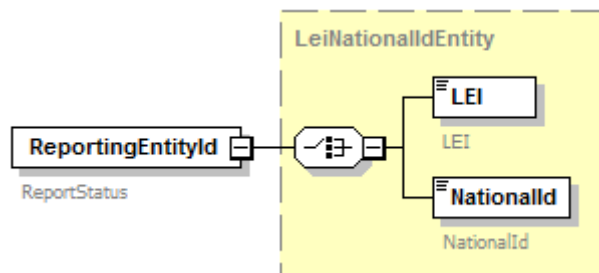 LeiNationalIdEntity
LEI
LEI
ReportingEntityId
ReportStatus
NationalId
NationalId